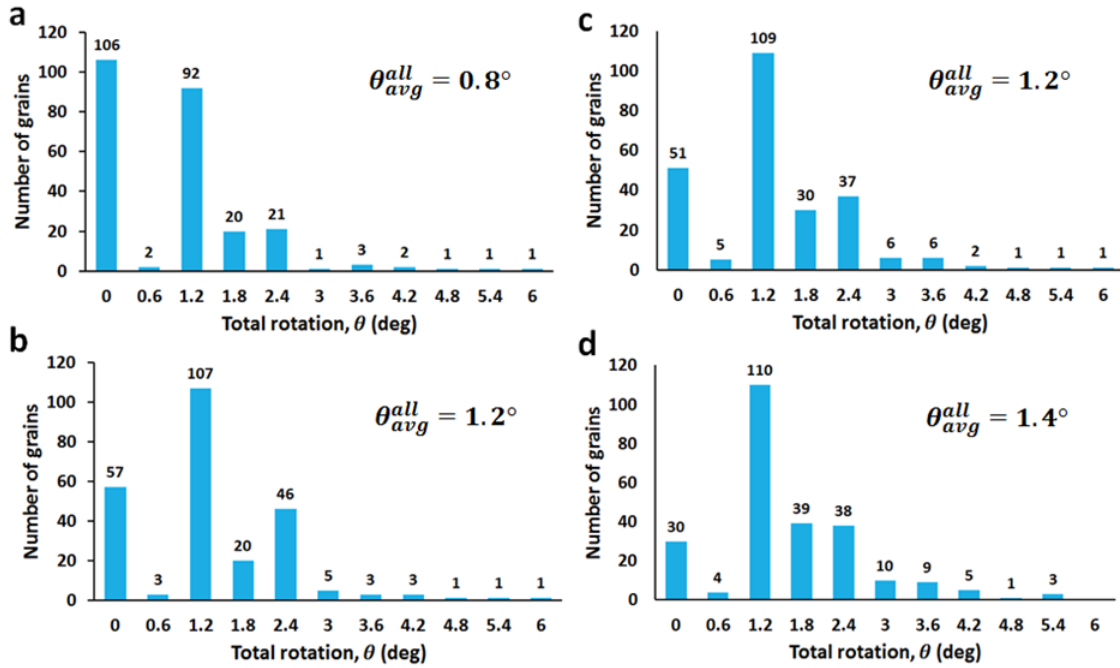 a
120
100
80
60
40
20
0
Number of grains
106 2 92 20 21 1 3 2 1 1 1
θ_avg^all = 0.8°
0 0.6 1.2 1.8 2.4 3 3.6 4.2 4.8 5.4 6
Total rotation, θ (deg)
b
120
100
80
60
40
20
0
Number of grains
57 3 107 20 46 5 3 3 1 1 1
θ_avg^all = 1.2°
0 0.6 1.2 1.8 2.4 3 3.6 4.2 4.8 5.4 6
Total rotation, θ (deg)
c
120
100
80
60
40
20
0
Number of grains
51 5 109 30 37 6 6 2 1 1 1
θ_avg^all = 1.2°
0 0.6 1.2 1.8 2.4 3 3.6 4.2 4.8 5.4 6
Total rotation, θ (deg)
d
120
100
80
60
40
20
0
Number of grains
30 4 110 39 38 10 9 5 1 3
θ_avg^all = 1.4°
0 0.6 1.2 1.8 2.4 3 3.6 4.2 4.8 5.4 6
Total rotation, θ (deg)